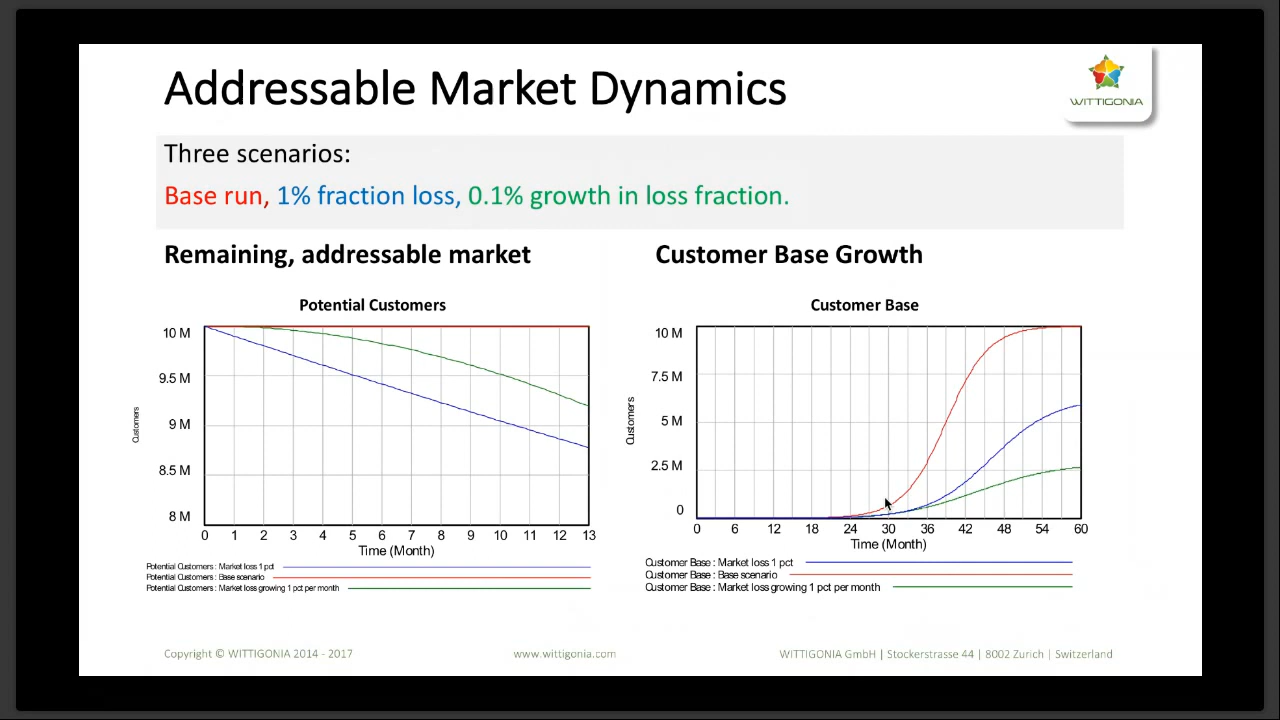 Addressable Market Dynamics
WITTIGONIA
Three scenarios:
Base run, 1% fraction loss, 0.1% growth in loss fraction.
Remaining, addressable market
Customer Base Growth
Potential Customers
10 M
9.5 M
9 M
8.5 M
8 M
Customers
0 1 2 3 4 5 6 7 8 9 10 11 12 13
Time (Month)
Potential Customers : Market loss 1 pct
Potential Customers : Base scenario
Potential Customers : Market loss growing 1 pct per month
Customer Base
10 M
7.5 M
5 M
2.5 M
0
Customers
0 6 12 18 24 30 36 42 48 54 60
Time (Month)
Customer Base : Market loss 1 pct
Customer Base : Base scenario
Customer Base : Market loss growing 1 pct per month
Copyright © WITTIGONIA 2014 - 2017
www.wittigonia.com
WITTIGONIA GmbH | Stockerstrasse 44 | 8002 Zurich | Switzerland